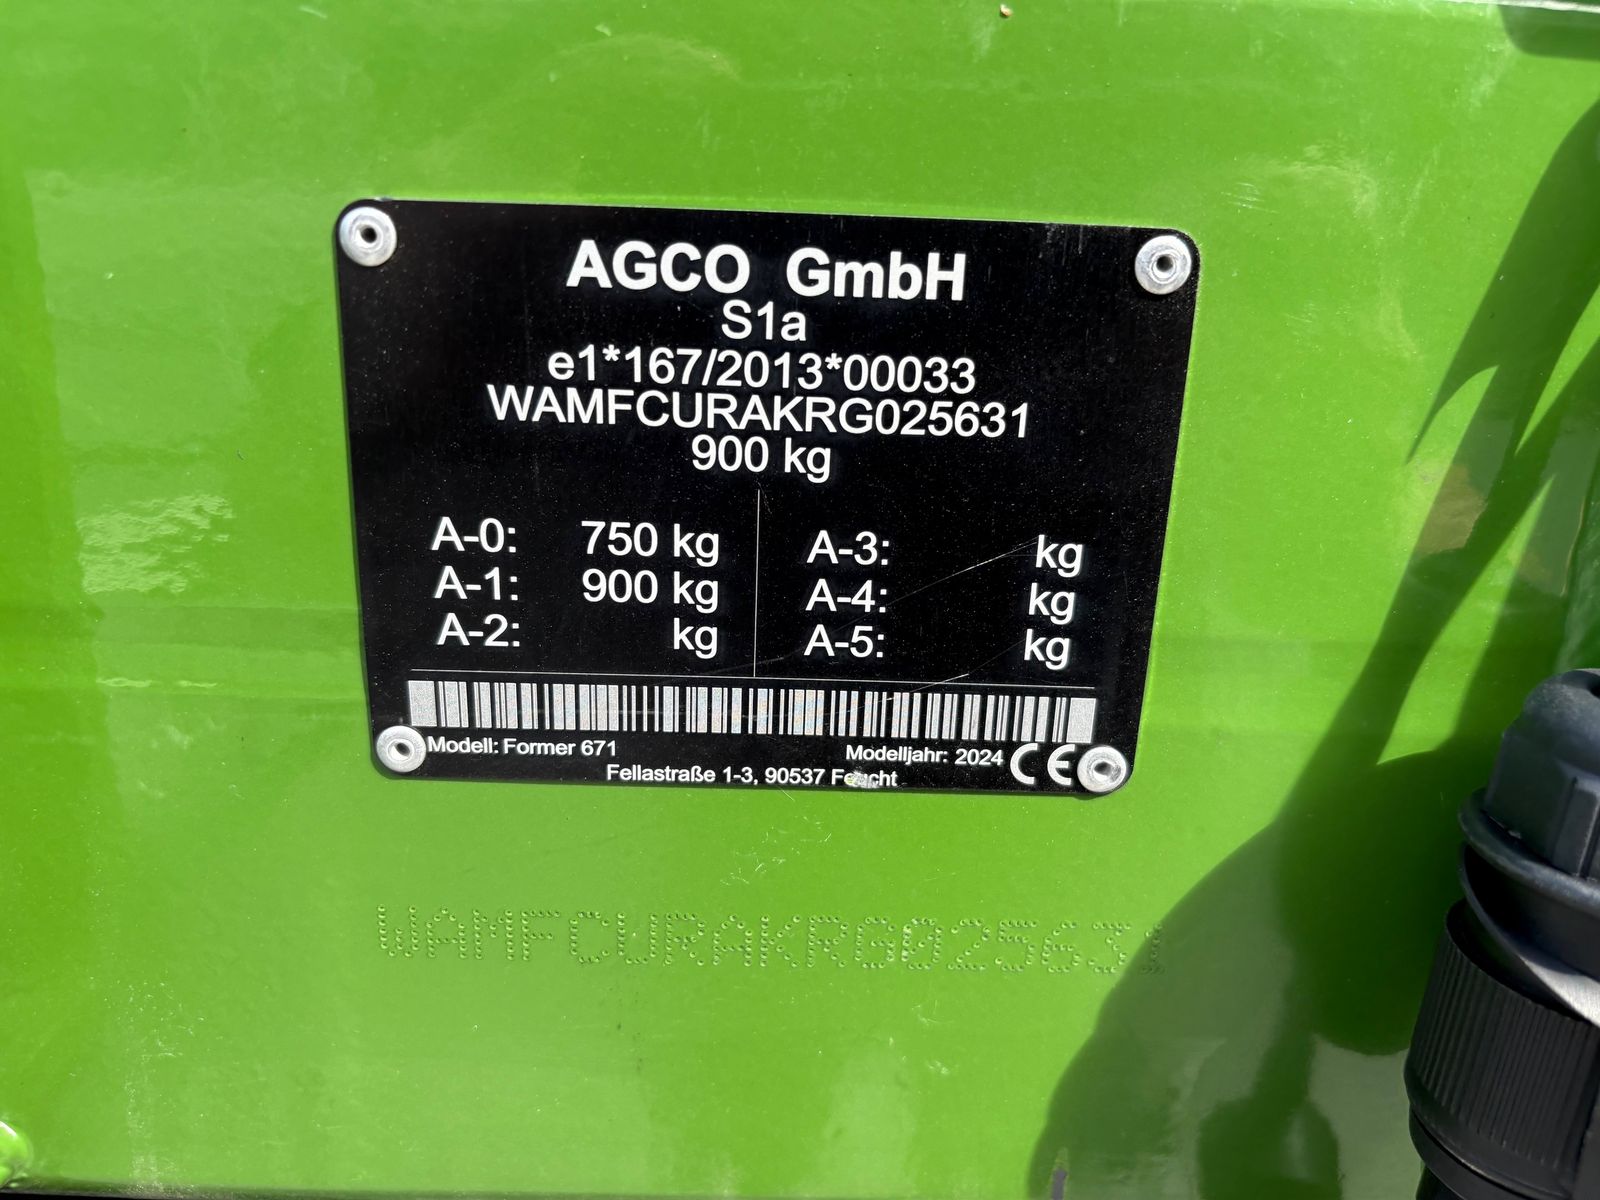 AGCO GmbH
S1a
e1*167/2013*00033
WAMFCURAKRG025631
900 kg
A-0: 750 kg
A-1: 900 kg
A-2: kg
A-3: kg
A-4: kg
A-5: kg
Modell: Former 671
Modelljahr: 2024
CE
Fellastraße 1-3, 90537 Feucht
WAMFCURAKRG025631